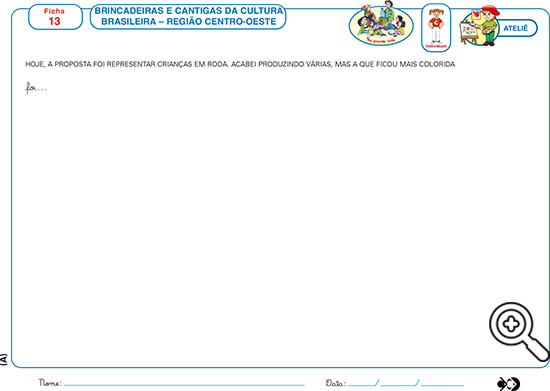 Ficha
13
BRINCADEIRAS E CANTIGAS DA CULTURA
BRASILEIRA – REGIÃO CENTRO-OESTE
Individual
ATELIÊ
HOJE, A PROPOSTA FOI REPRESENTAR CRIANÇAS EM RODA. ACABEI PRODUZINDO VÁRIAS, MAS A QUE FICOU MAIS COLORIDA
foi...
(A)
Nome:
Data: / /